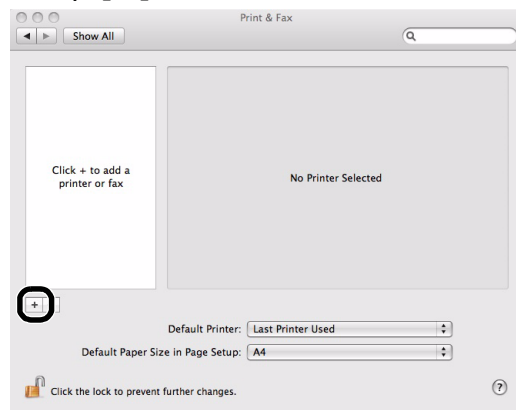 Print & Fax
Show All
Click + to add a
printer or fax
No Printer Selected
+
Default Printer: Last Printer Used
Default Paper Size in Page Setup: A4
Click the lock to prevent further changes.
?